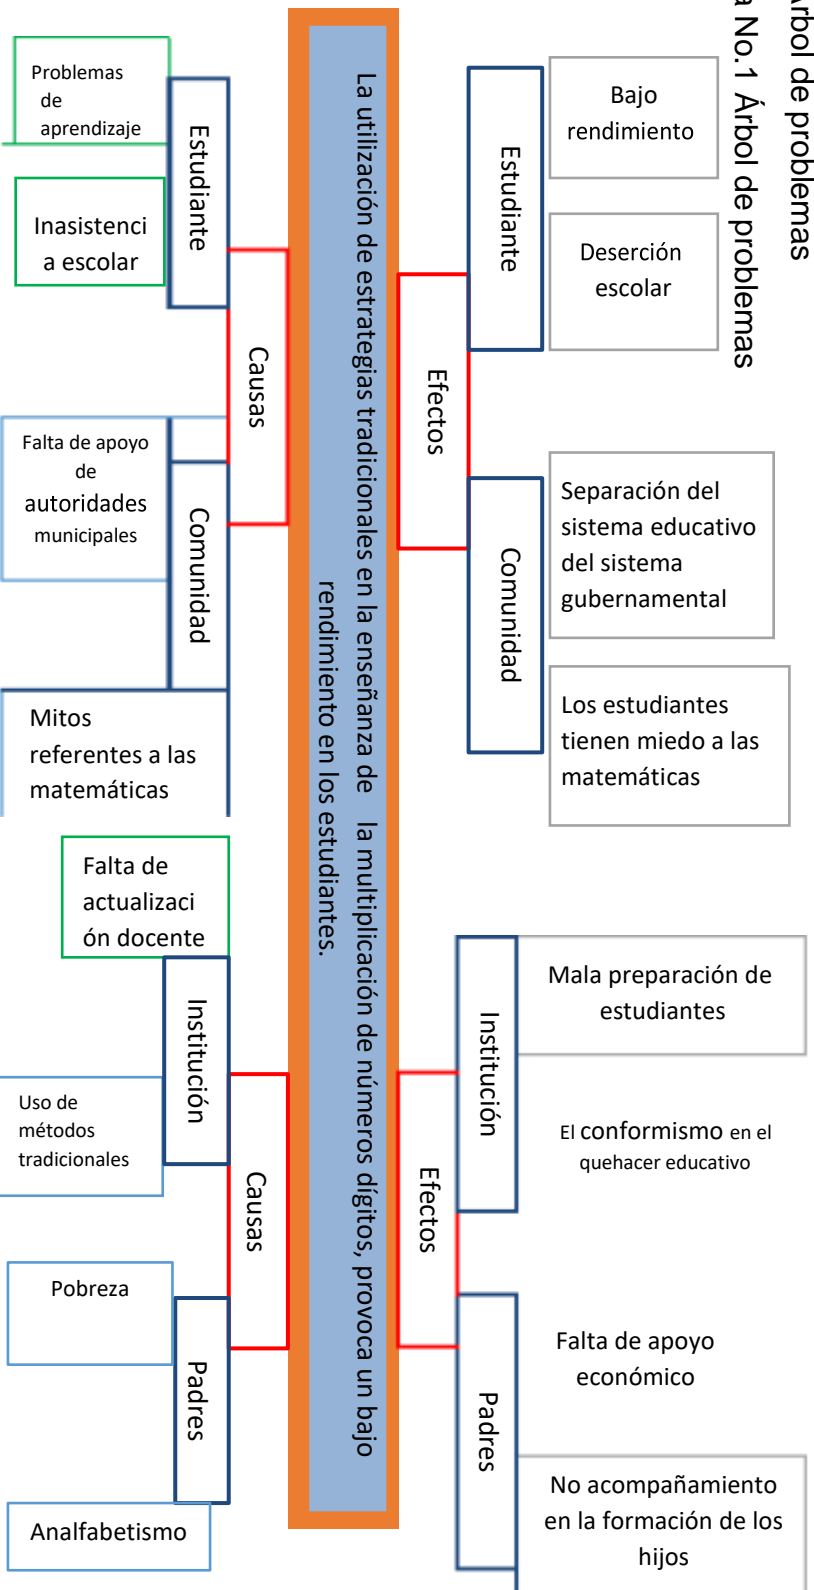 Árbol de problemas
a No.1 Árbol de problemas
Bajo
rendimiento
Deserción
escolar
Separación del
sistema educativo
del sistema
gubernamental
Los estudiantes
tienen miedo a las
matemáticas
Mala preparación de
estudiantes
El conformismo en el
quehacer educativo
Falta de apoyo
económico
No acompañamiento
en la formación de los
hijos
Estudiante
Comunidad
Institución
Padres
Efectos
Efectos
La utilización de estrategias tradicionales en la enseñanza de la multiplicación de números dígitos, provoca un bajo
rendimiento en los estudiantes.
Causas
Causas
Estudiante
Comunidad
Institución
Padres
Problemas
de
aprendizaje
Inasistenci
a escolar
Falta de apoyo
de
autoridades
municipales
Mitos
referentes a las
matemáticas
Falta de
actualizaci
ón docente
Uso de
métodos
tradicionales
Pobreza
Analfabetismo